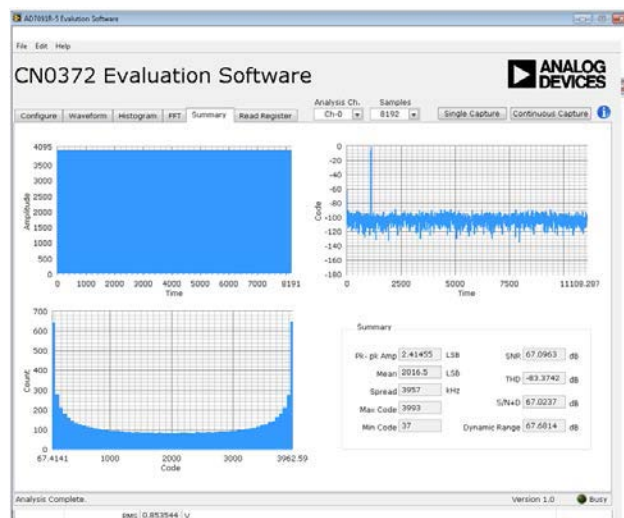 AD7091R-5 Evalution Software
File Edit Help
CN0372 Evaluation Software
ANALOG
DEVICES
Analysis Ch. Samples
Configure Waveform Histogram FFT Summary Read Register Ch-0 8192 Single Capture Continuous Capture i
4095
3500
3000
2500
2000
1500
1000
500
0
Amplitude
0 1000 2000 3000 4000 5000 6000 7000 8191
Time
0
-20
-40
-60
-80
-100
-120
-140
-160
-180
Code
0 2500 5000 7500 11109.297
Time
700
600
500
400
300
200
100
0
Count
67.4141 1000 2000 3000 3962.59
Code
Summary
Pk-pk Amp 2.41455 LSB SNR 67.0963 dB
Mean 2016.5 LSB THD -83.3742 dB
Spread 3957 kHz S/N+D 67.0237 dB
Max Code 3993 Dynamic Range 67.6814 dB
Min Code 37
Analysis Complete. Version 1.0 Busy
RMS 0.853544 V